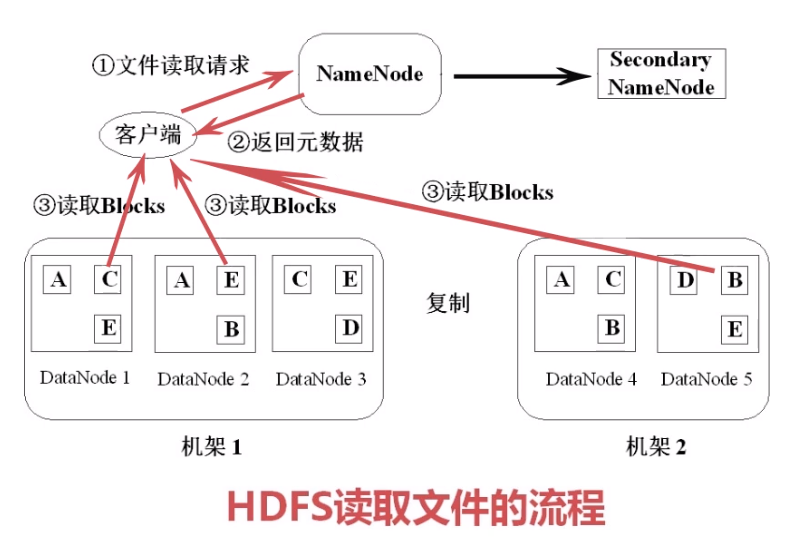 ①文件读取请求
NameNode
Secondary
NameNode
客户端
②返回元数据
③读取Blocks
③读取Blocks
③读取Blocks
A
C
E
A
E
B
C
E
D
复制
A
C
B
D
B
E
DataNode 1
DataNode 2
DataNode 3
DataNode 4
DataNode 5
机架 1
机架 2
HDFS读取文件的流程